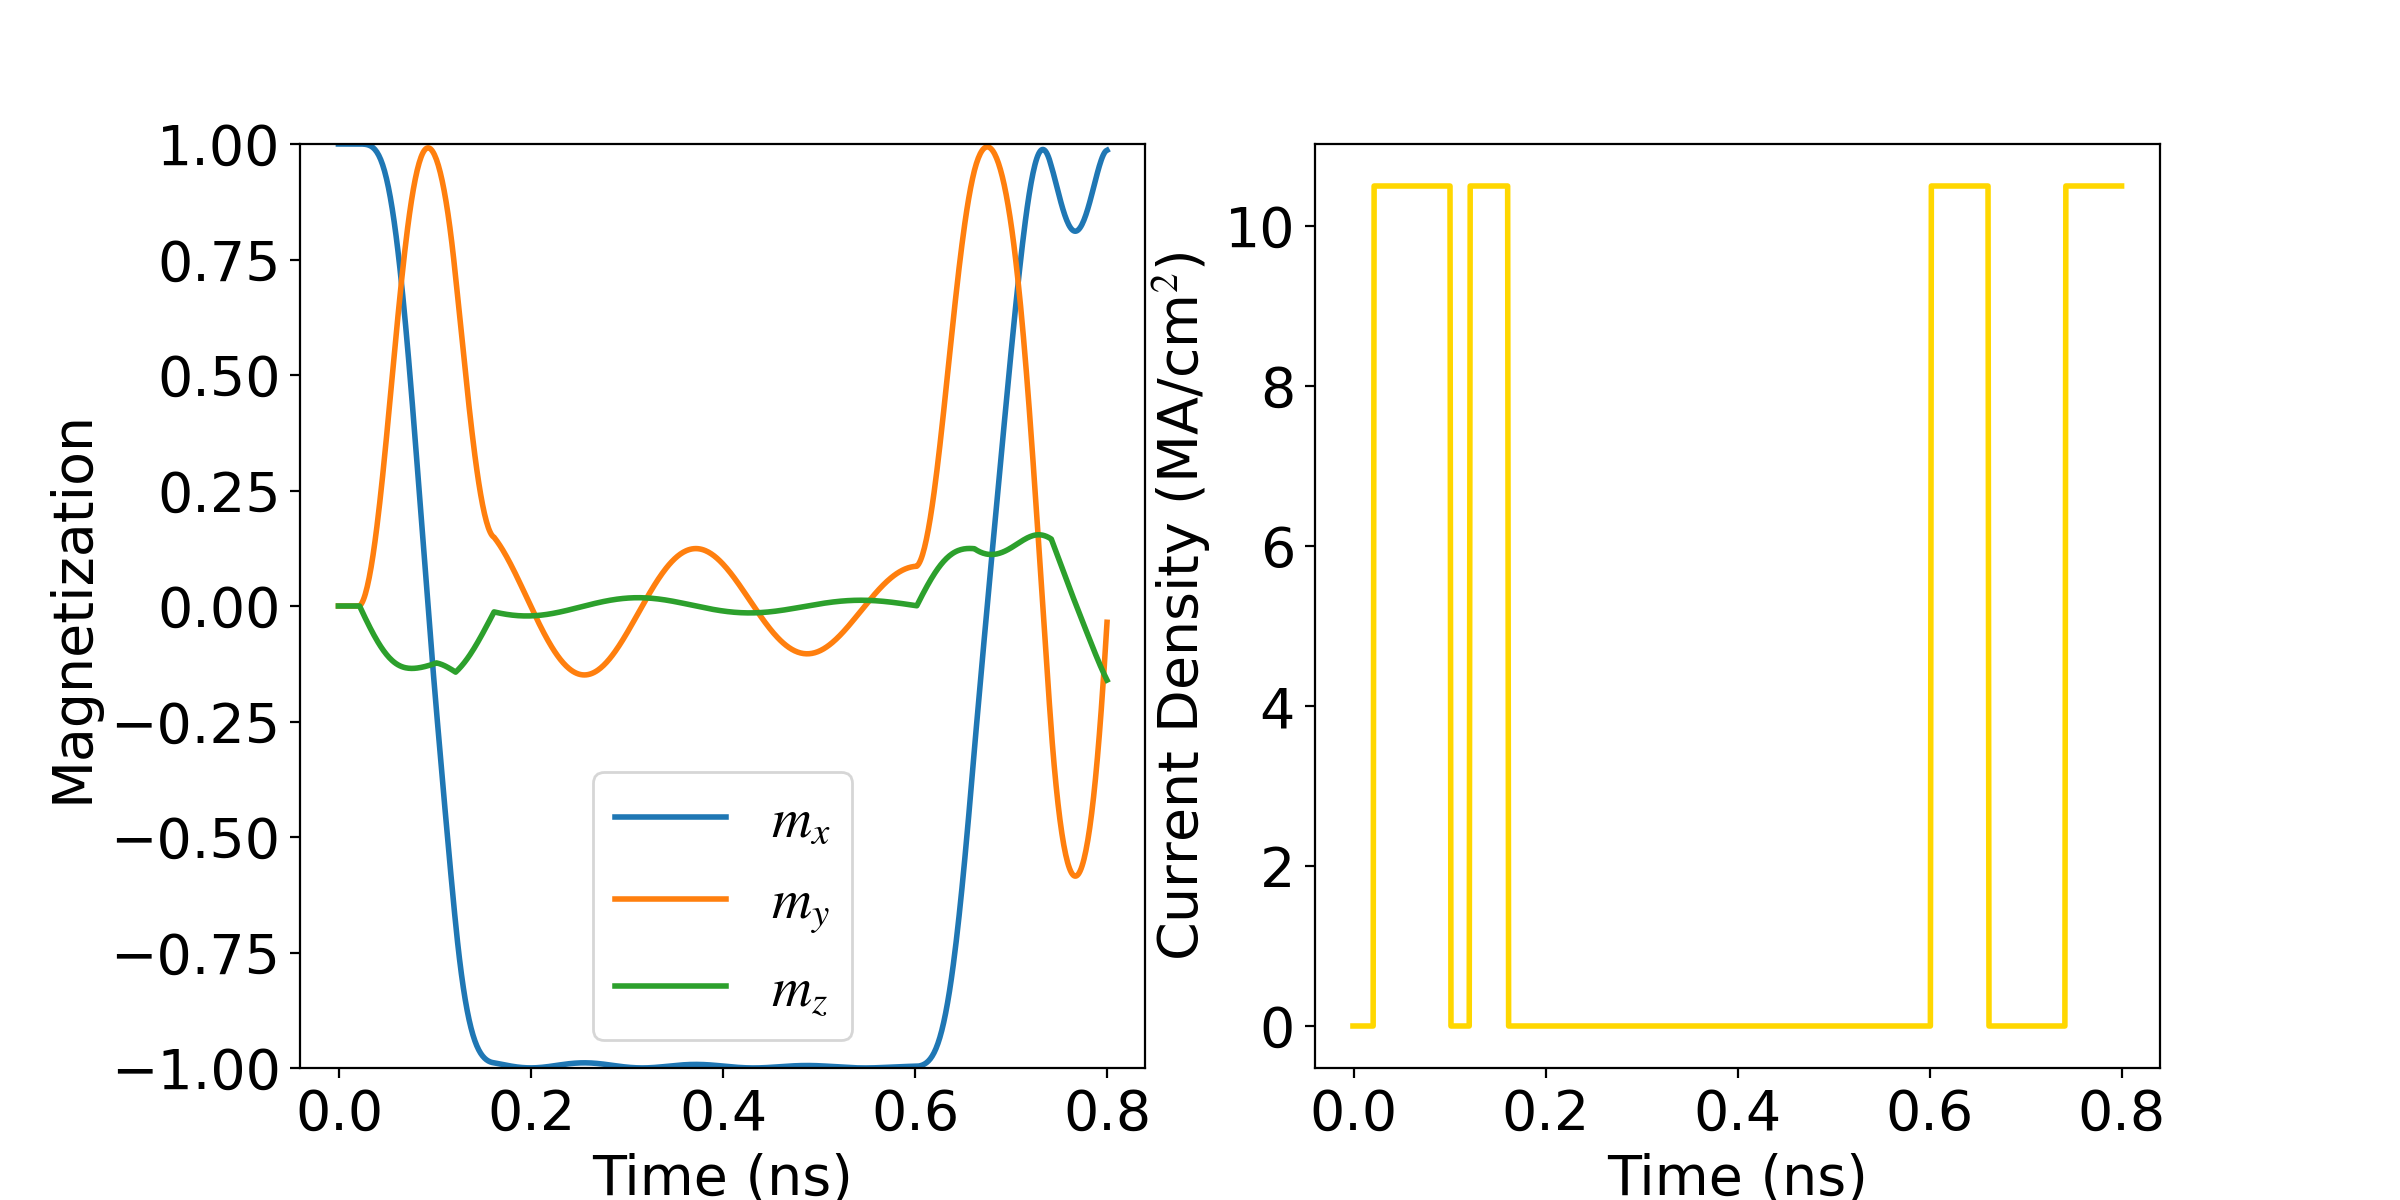 1.00
0.75
0.50
0.25
0.00
−0.25
−0.50
−0.75
−1.00
Magnetization
0.0 0.2 0.4 0.6 0.8
Time (ns)
m_x
m_y
m_z
10
8
6
4
2
0
Current Density (MA/cm²)
0.0 0.2 0.4 0.6 0.8
Time (ns)